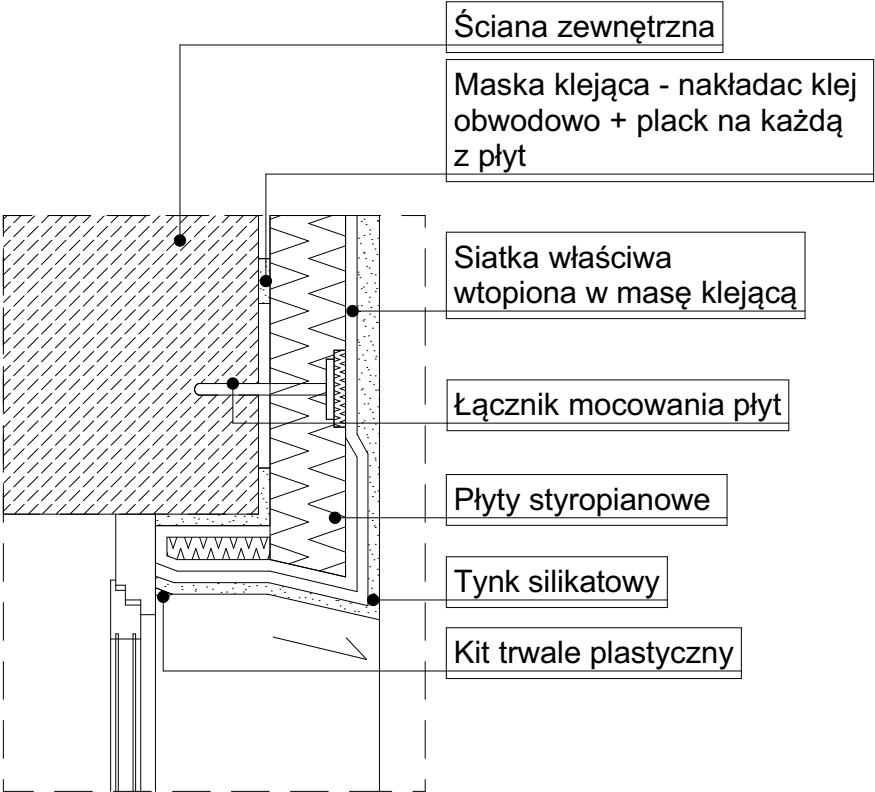 Ściana zewnętrzna
Maska klejąca - nakładac klej
obwodowo + plack na każdą
z płyt
Siatka właściwa
wtopiona w masę klejącą
Łącznik mocowania płyt
Płyty styropianowe
Tynk silikatowy
Kit trwale plastyczny